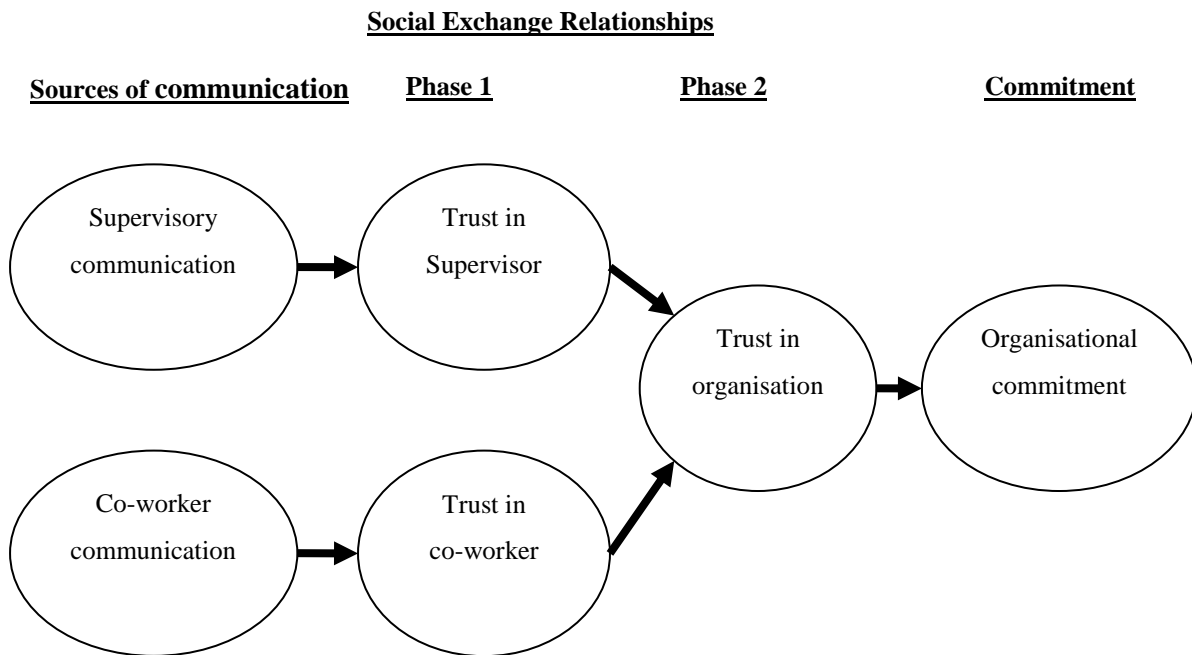 Social Exchange Relationships
Sources of communication
Phase 1
Phase 2
Commitment
Supervisory
communication
Trust in
Supervisor
Trust in
organisation
Organisational
commitment
Co-worker
communication
Trust in
co-worker